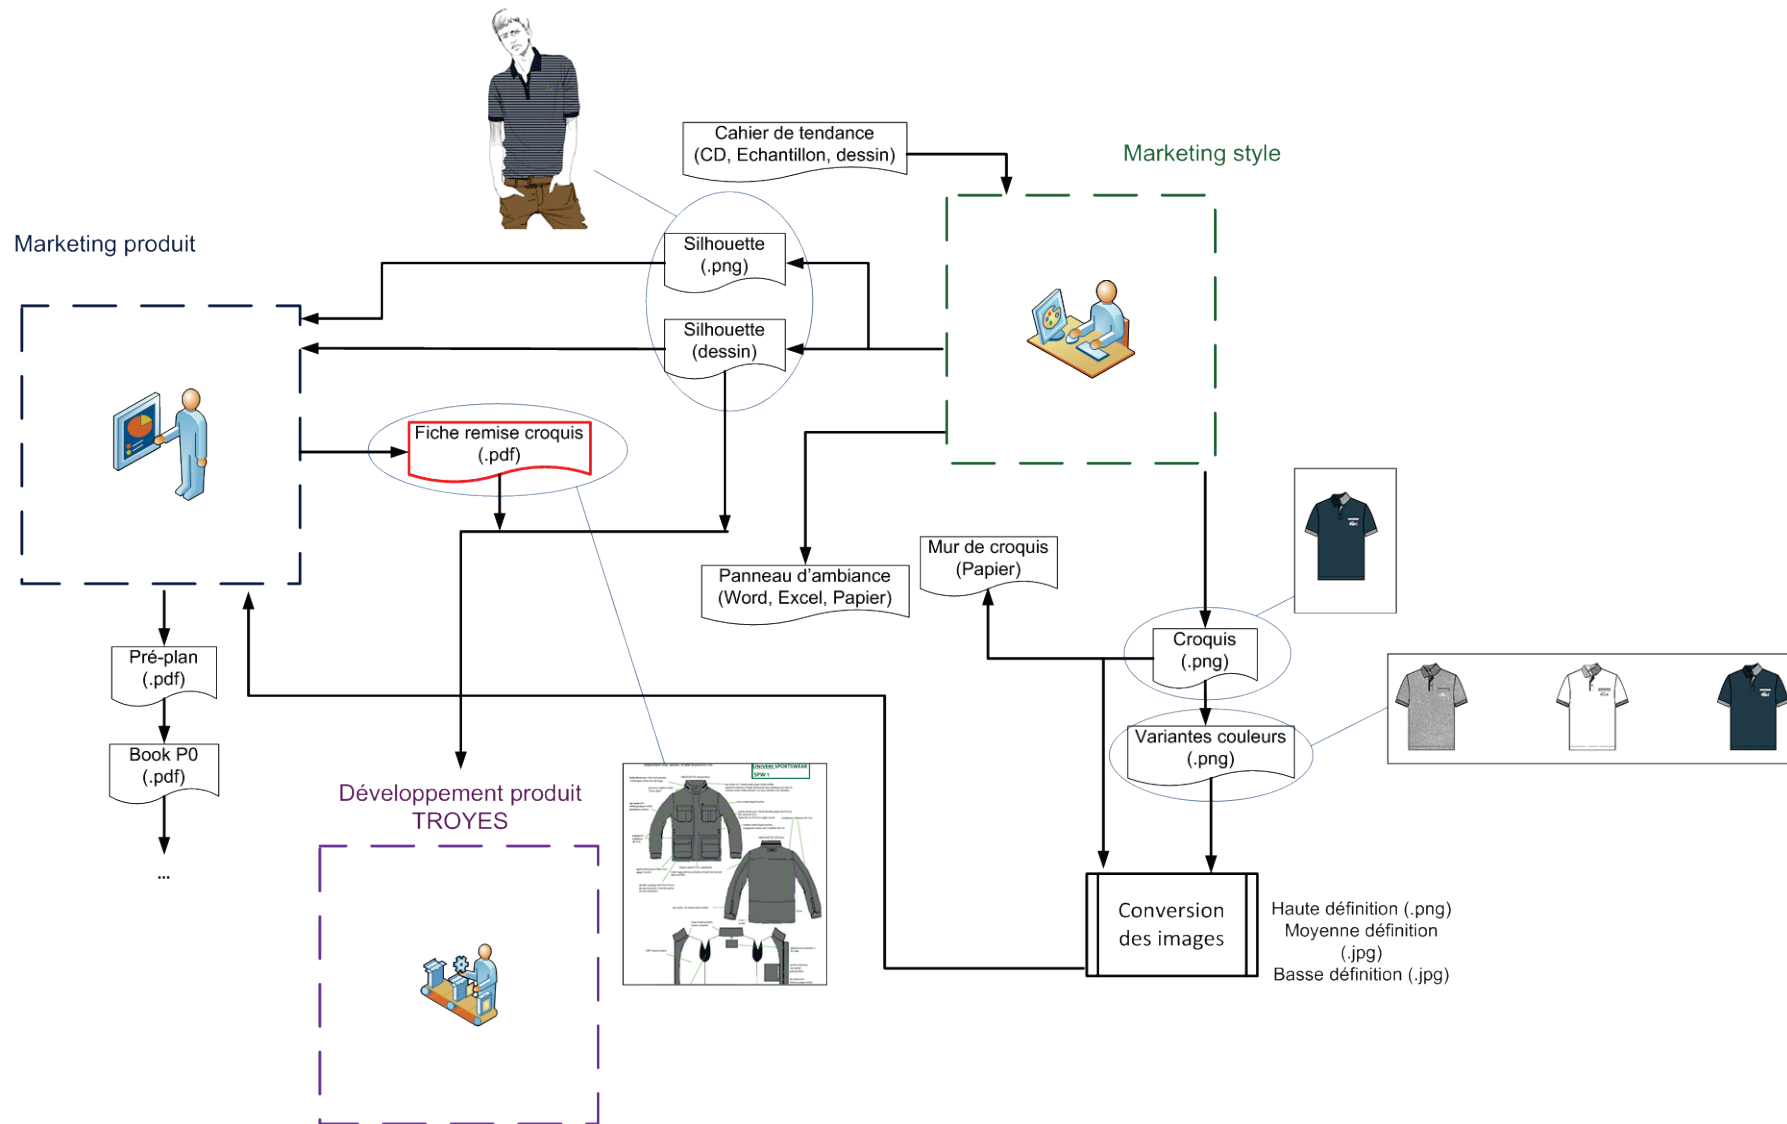 Cahier de tendance
(CD, Echantillon, dessin)
Marketing style
Marketing produit
Silhouette
(.png)
Silhouette
(dessin)
Fiche remise croquis
(.pdf)
Mur de croquis
(Papier)
Panneau d'ambiance
(Word, Excel, Papier)
Croquis
(.png)
Pré-plan
(.pdf)
Variantes couleurs
(.png)
Book P0
(.pdf)
...
Développement produit
TROYES
UNIVERS SPORTSWEAR
SPW 1
Conversion
des images
Haute définition (.png)
Moyenne définition
(.jpg)
Basse définition (.jpg)